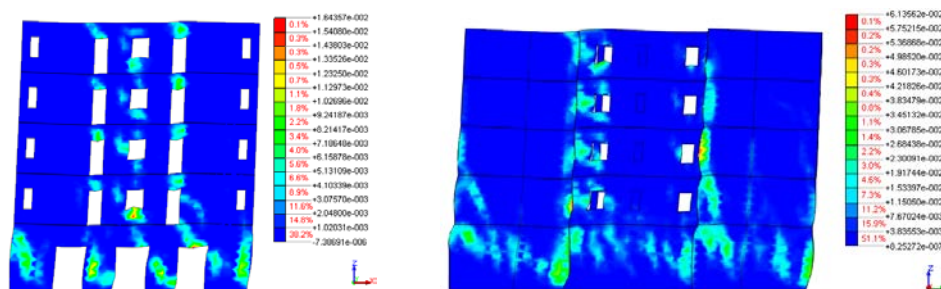 +1.64357e-002
0.1%
+1.54080e-002
0.3%
+1.43803e-002
0.3%
+1.33526e-002
0.5%
+1.23250e-002
0.7%
+1.12973e-002
1.1%
+1.02696e-002
1.8%
+9.24187e-003
2.2%
+8.21417e-003
3.4%
+7.18648e-003
4.0%
+6.15878e-003
5.6%
+5.13109e-003
6.6%
+4.10339e-003
8.9%
+3.07570e-003
11.6%
+2.04800e-003
14.8%
+1.02031e-003
38.2%
Z
+6.13562e-002
0.1%
+5.75215e-002
0.2%
+5.36868e-002
0.2%
+4.98520e-002
0.3%
+4.60173e-002
0.3%
+4.21826e-002
0.4%
+3.83479e-002
0.8%
+3.45132e-002
1.1%
+3.06785e-002
1.4%
+2.68438e-002
2.2%
+2.30091e-002
3.0%
+1.91744e-002
4.6%
+1.53397e-002
7.3%
+1.15050e-002
11.2%
+7.67024e-003
15.9%
+3.83553e-003
51.1%
Z